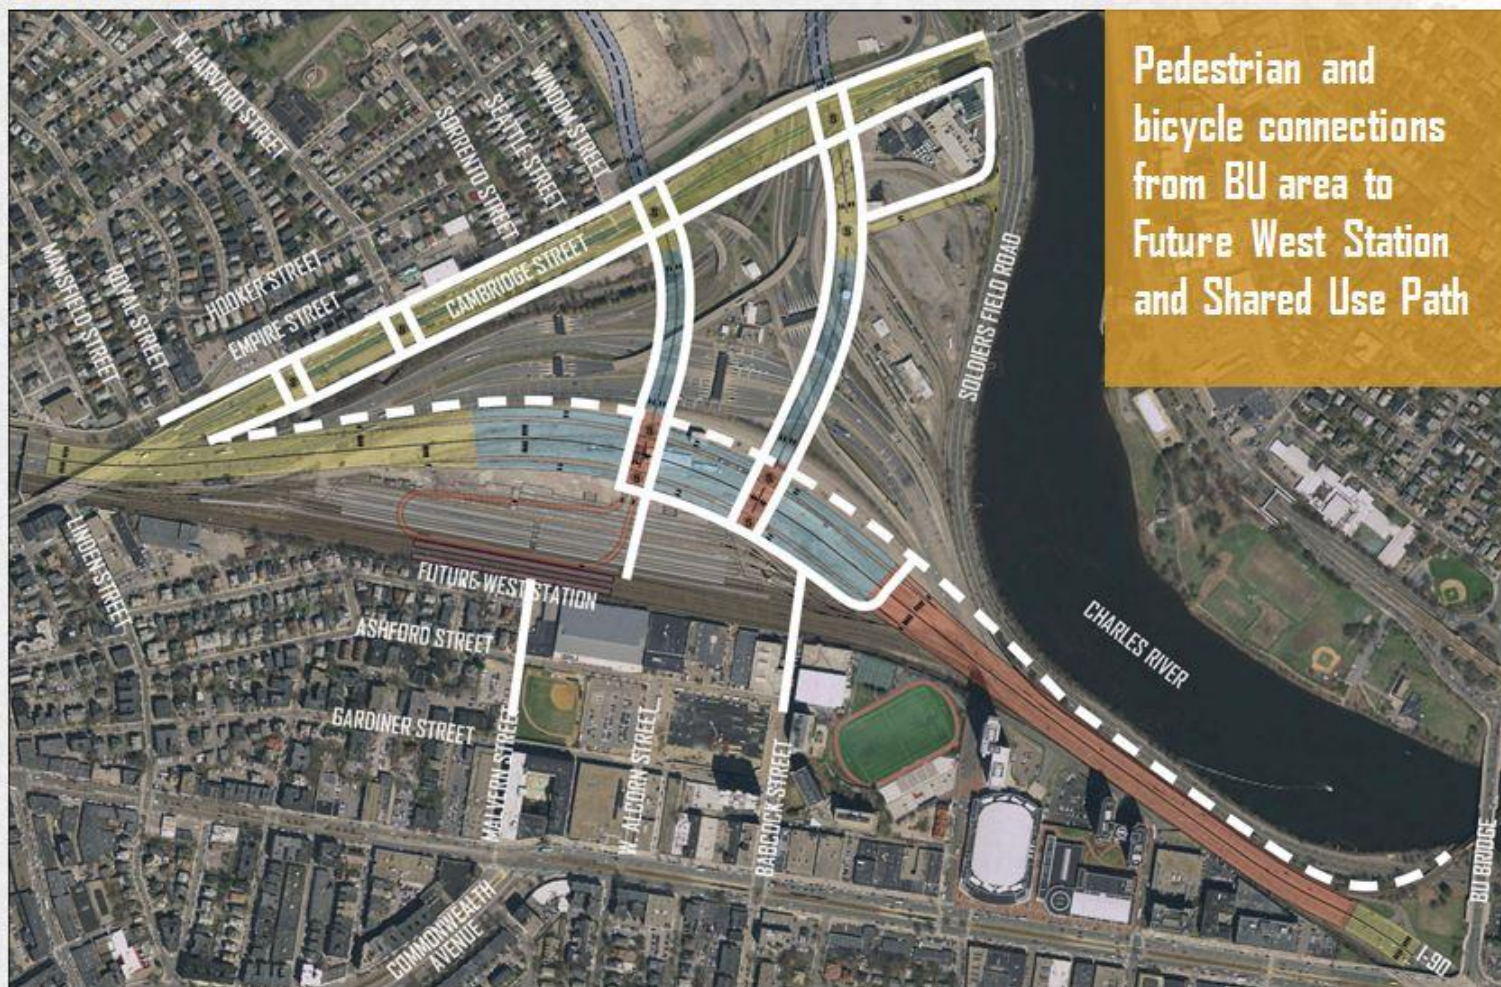 Pedestrian and
bicycle connections
from BU area to
Future West Station
and Shared Use Path
N HARVARD STREET
WINDOM STREET
SEATTLE STREET
SORRENTO STREET
HOOKER STREET
EMPIRE STREET
ROYAL STREET
MANSFIELD STREET
CAMBRIDGE STREET
SOLDIERS FIELD ROAD
LINDEN STREET
FUTURE WEST STATION
ASHFORD STREET
GARDINER STREET
MALVERN STREET
W. ALCORN STREET
BABCOCK STREET
CHARLES RIVER
COMMONWEALTH
AVENUE
BU BRIDGE
I-90